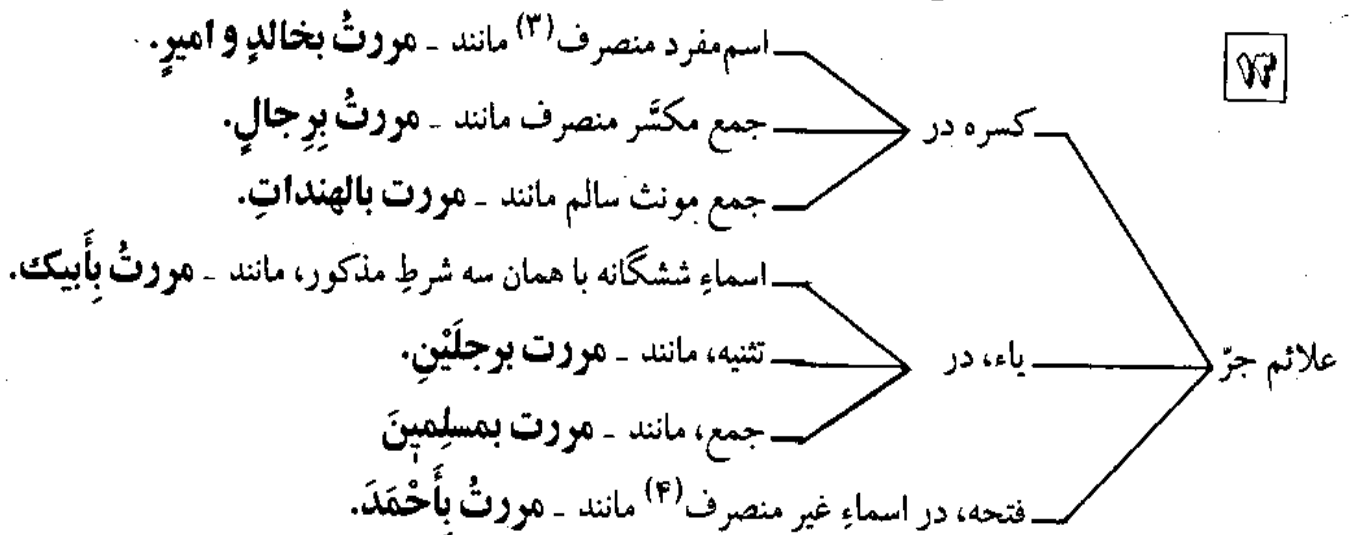 ۱۳
اسم مفرد منصرف (۳) مانند ـ مررتُ بخالدٍ و امیرٍ.
کسره در
جمع مکسَّر منصرف مانند ـ مررتُ بِرِجالٍ.
جمع مونث سالم مانند ـ مررت بالهنداتِ.
اسماءِ ششگانه با همان سه شرطِ مذکور، مانند ـ مررتُ بِأَبیک.
علائم جرّ
یاء، در
تثنیه، مانند ـ مررت برجلَیْنِ.
جمع، مانند ـ مررت بمسلِمینَ
فتحه، در اسماءِ غیر منصرف (۴) مانند ـ مررتُ بِأَحْمَدَ.